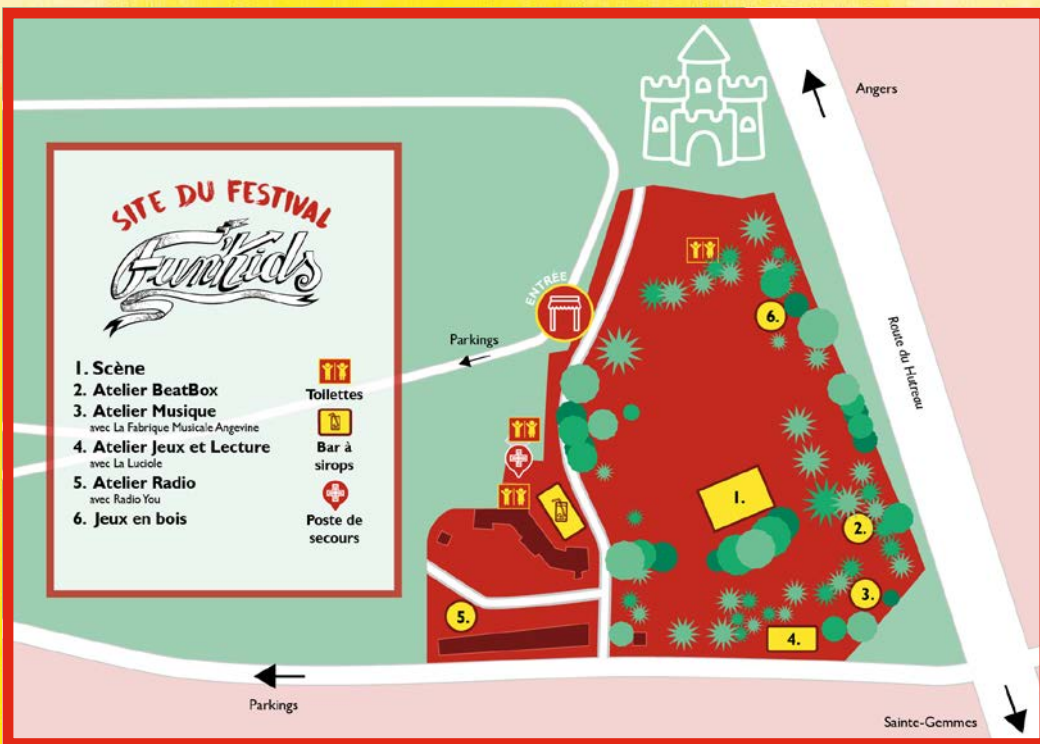 SITE DU FESTIVAL
FunKids
1. Scène
2. Atelier BeatBox
3. Atelier Musique
avec La Fabrique Musicale Angevine
4. Atelier Jeux et Lecture
avec La Luciole
5. Atelier Radio
avec Radio You
6. Jeux en bois
Toilettes
Bar à
sirops
Poste de
secours
Angers
ENTRÉE
Parkings
Route du Hutreau
6.
1.
2.
3.
4.
5.
Parkings
Sainte-Gemmes